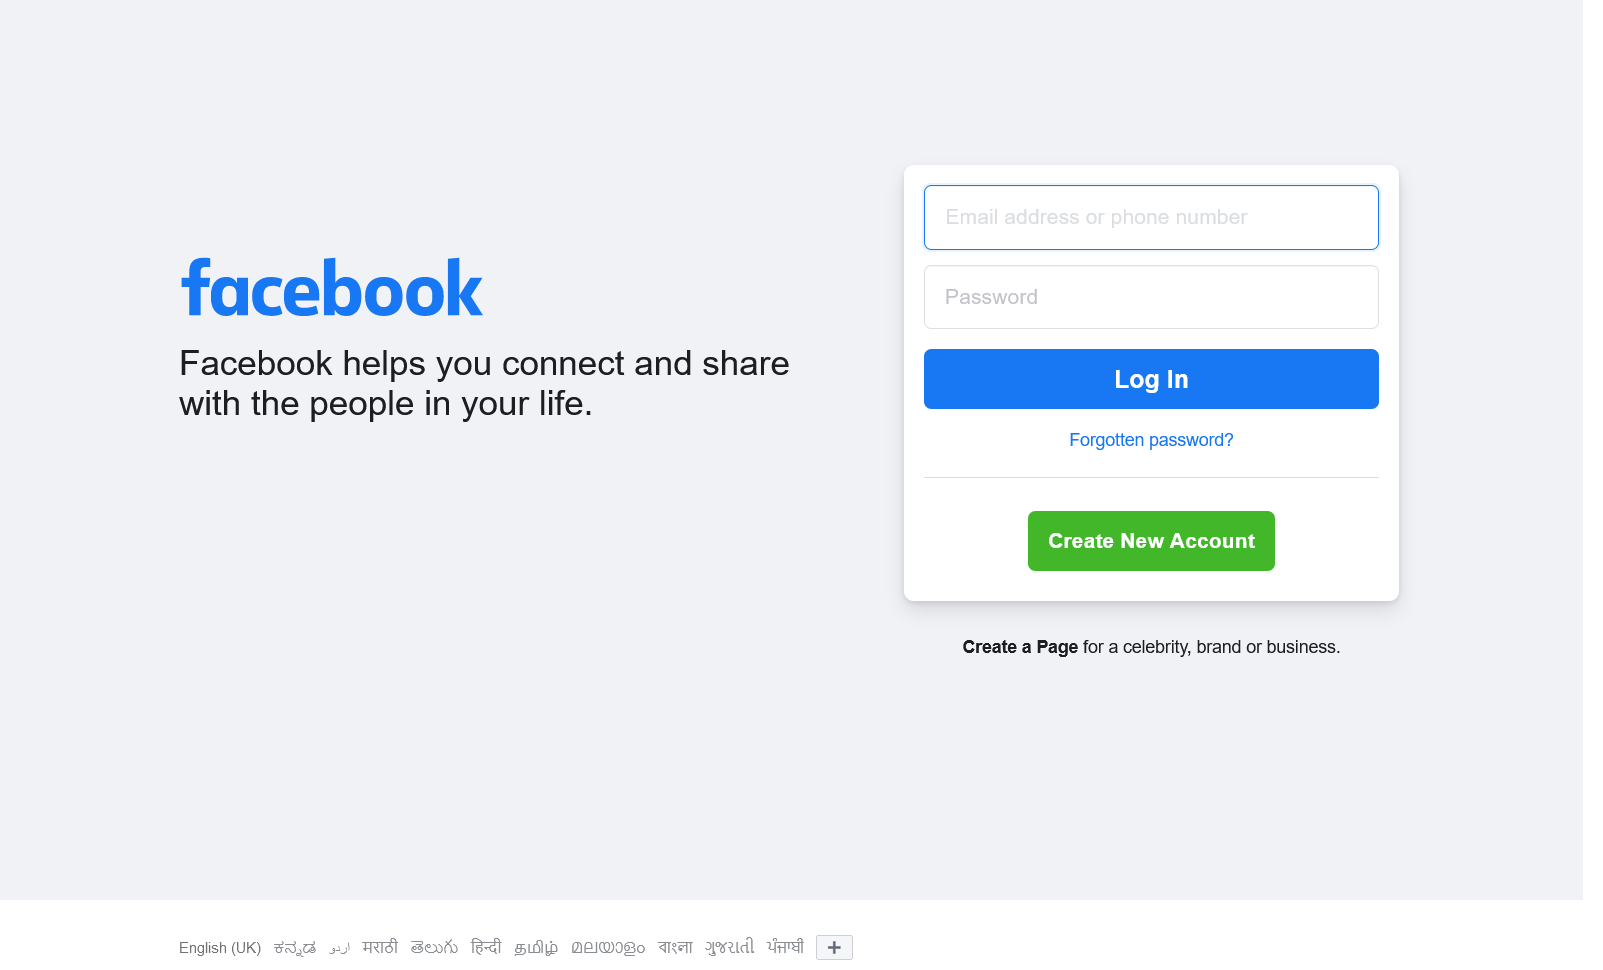 facebook
Facebook helps you connect and share
with the people in your life.
Email address or phone number
Password
Log In
Forgotten password?
Create New Account
Create a Page for a celebrity, brand or business.
English (UK) ಕನ್ನಡ اردو मराठी తెలుగు हिन्दी தமிழ் മലയാളം বাংলা ગુજરાતી ਪੰਜਾਬੀ +